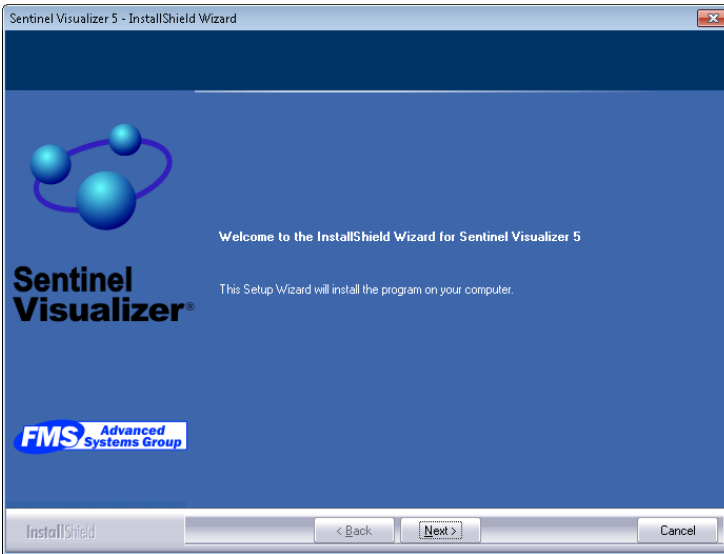 Sentinel Visualizer 5 - InstallShield Wizard
Welcome to the InstallShield Wizard for Sentinel Visualizer 5
This Setup Wizard will install the program on your computer.
Sentinel
Visualizer®
FMS Advanced
Systems Group
InstallShield
< Back
Next >
Cancel